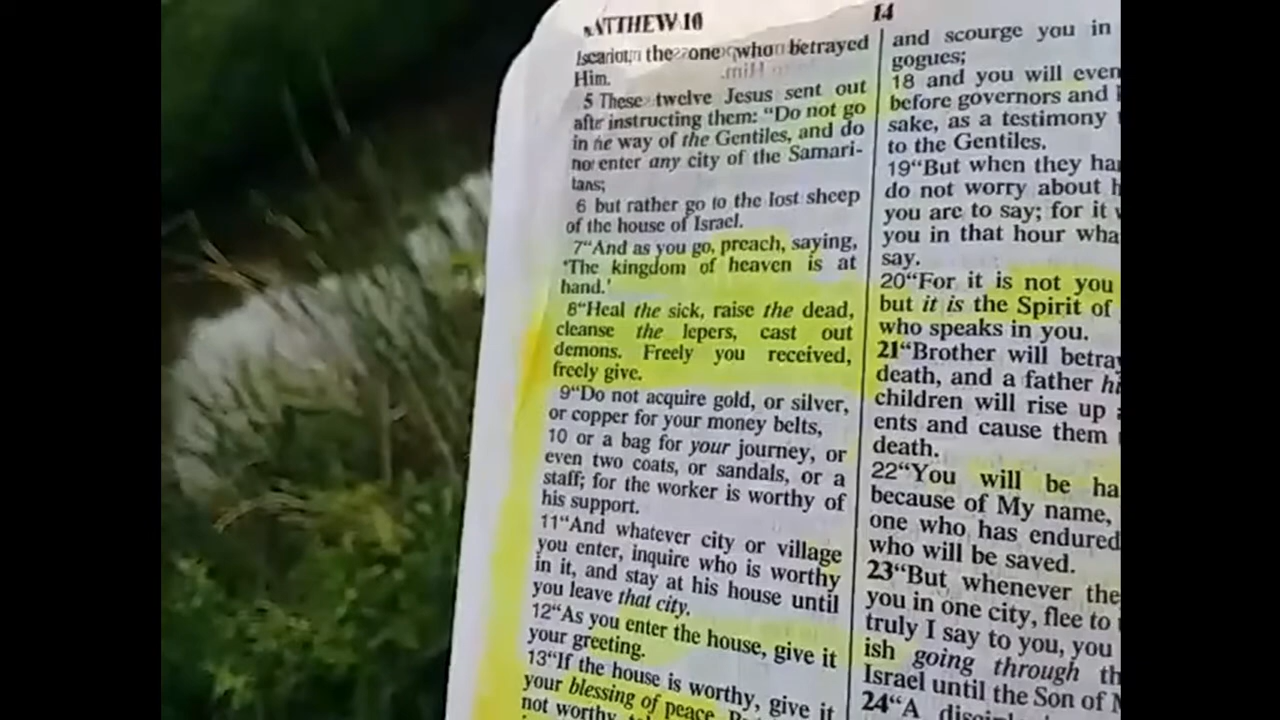 MATTHEW 10
14
the one who betrayed
Him.
5 These twelve Jesus sent out
aftr instructing them: “Do not go
in he way of the Gentiles, and do
no enter any city of the Samari-
tans;
6 but rather go to the lost sheep
of the house of Israel.
7“And as you go, preach, saying,
‘The kingdom of heaven is at
hand.’
8“Heal the sick, raise the dead,
cleanse the lepers, cast out
demons. Freely you received,
freely give.
9“Do not acquire gold, or silver,
or copper for your money belts,
10 or a bag for your journey, or
even two coats, or sandals, or a
staff; for the worker is worthy of
his support.
11“And whatever city or village
you enter, inquire who is worthy
in it, and stay at his house until
you leave that city.
12“As you enter the house, give it
your greeting.
13“If the house is worthy, give it
your blessing of peace.
not worthy,
and scourge you in
gogues;
18 and you will even
before governors and
sake, as a testimony
to the Gentiles.
19“But when they ha
do not worry about h
you are to say; for it
you in that hour wha
say.
20“For it is not you
but it is the Spirit of
who speaks in you.
21“Brother will betray
death, and a father hi
children will rise up
ents and cause them
death.
22“You will be ha
because of My name,
one who has endured
who will be saved.
23“But whenever the
you in one city, flee to
truly I say to you, you
ish going through th
Israel until the Son of
24“A